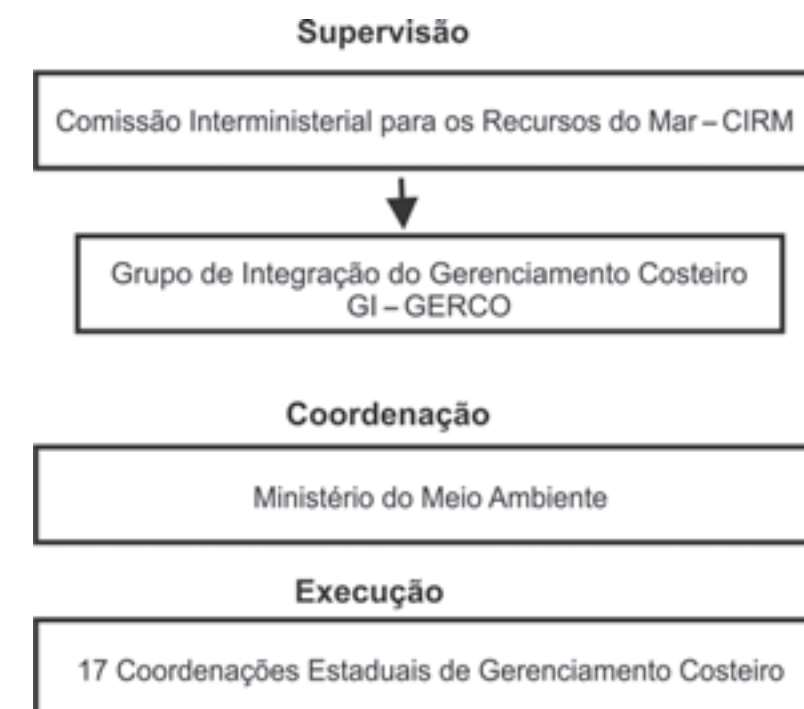 Supervisão
Comissão Interministerial para os Recursos do Mar – CIRM
Grupo de Integração do Gerenciamento Costeiro
GI – GERCO
Coordenação
Ministério do Meio Ambiente
Execução
17 Coordenações Estaduais de Gerenciamento Costeiro